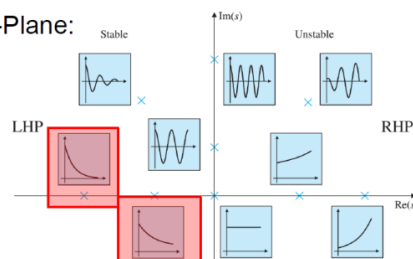 -Plane:
Im(s)
Stable
Unstable
LHP
RHP
Re(s